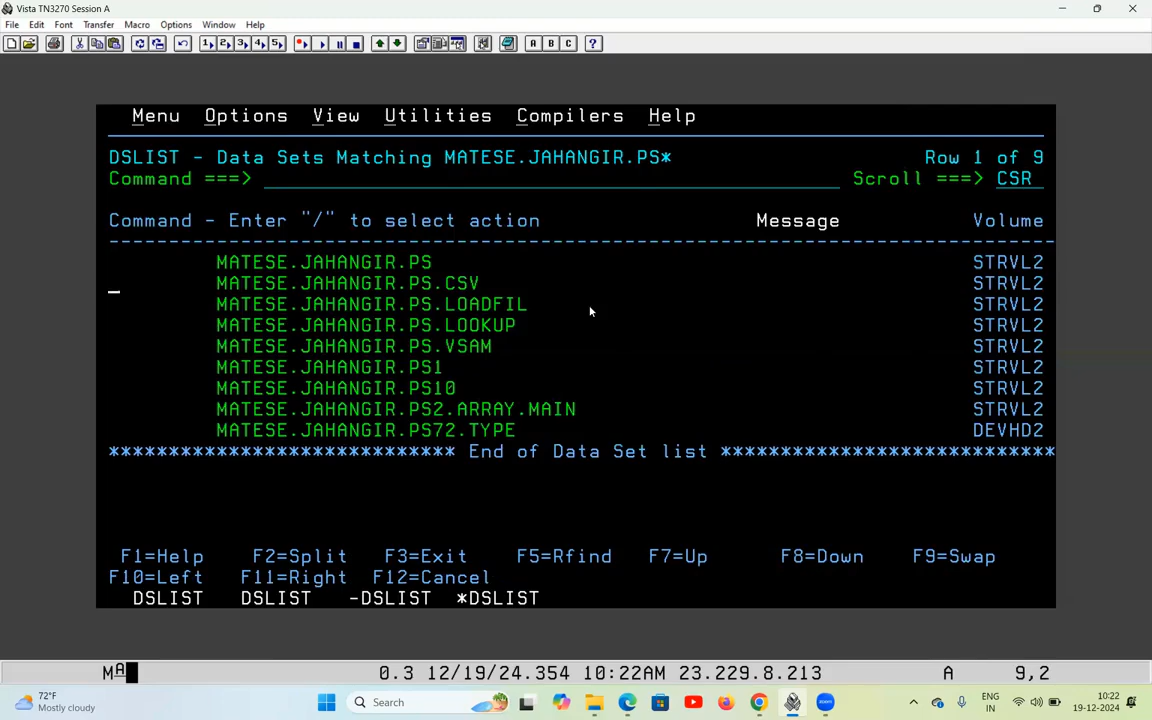 Vista TN3270 Session A
File Edit Font Transfer Macro Options Window Help
1 2 3 4 5 A B C ?
Menu Options View Utilities Compilers Help
DSLIST - Data Sets Matching MATESE.JAHANGIR.PS* Row 1 of 9
Command ===> Scroll ===> CSR
Command - Enter "/" to select action Message Volume
-------------------------------------------------------------------------------
MATESE.JAHANGIR.PS STRVL2
MATESE.JAHANGIR.PS.CSV STRVL2
MATESE.JAHANGIR.PS.LOADFIL STRVL2
MATESE.JAHANGIR.PS.LOOKUP STRVL2
MATESE.JAHANGIR.PS.VSAM STRVL2
MATESE.JAHANGIR.PS1 STRVL2
MATESE.JAHANGIR.PS10 STRVL2
MATESE.JAHANGIR.PS2.ARRAY.MAIN STRVL2
MATESE.JAHANGIR.PS72.TYPE DEVHD2
***************************** End of Data Set list ****************************
F1=Help F2=Split F3=Exit F5=Rfind F7=Up F8=Down F9=Swap
F10=Left F11=Right F12=Cancel
DSLIST DSLIST -DSLIST *DSLIST
MA 0.3 12/19/24.354 10:22AM 23.229.8.213 A 9,2
72°F
Mostly cloudy
Search
ENG
IN
10:22
19-12-2024